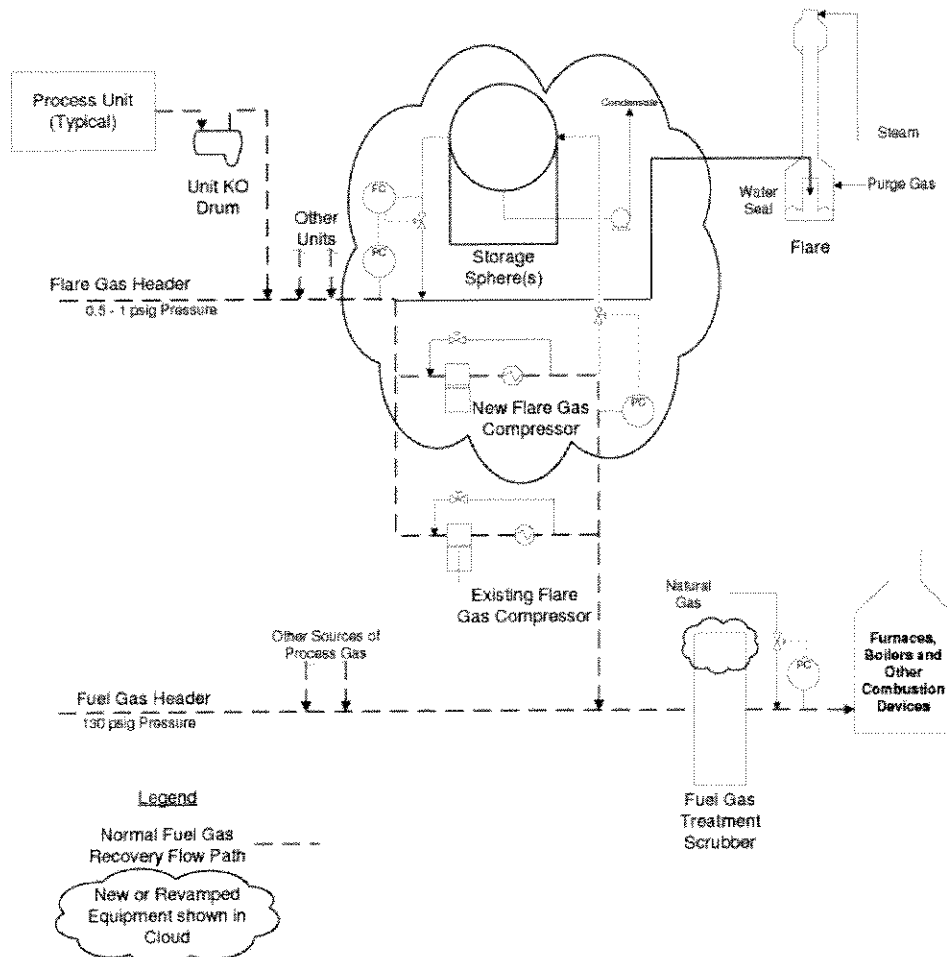 Process Unit
(Typical)
Unit KO
Drum
Other
Units
Flare Gas Header
0.5 - 1 psig Pressure
FC
PC
Condensate
Storage
Sphere(s)
Steam
Water
Seal
Purge Gas
Flare
New Flare Gas
Compressor
PC
Existing Flare
Gas Compressor
Other Sources of
Process Gas
Fuel Gas Header
130 psig Pressure
Natural
Gas
PC
Furnaces,
Boilers and
Other
Combustion
Devices
Fuel Gas
Treatment
Scrubber
Legend
Normal Fuel Gas
Recovery Flow Path
New or Revamped
Equipment shown in
Cloud